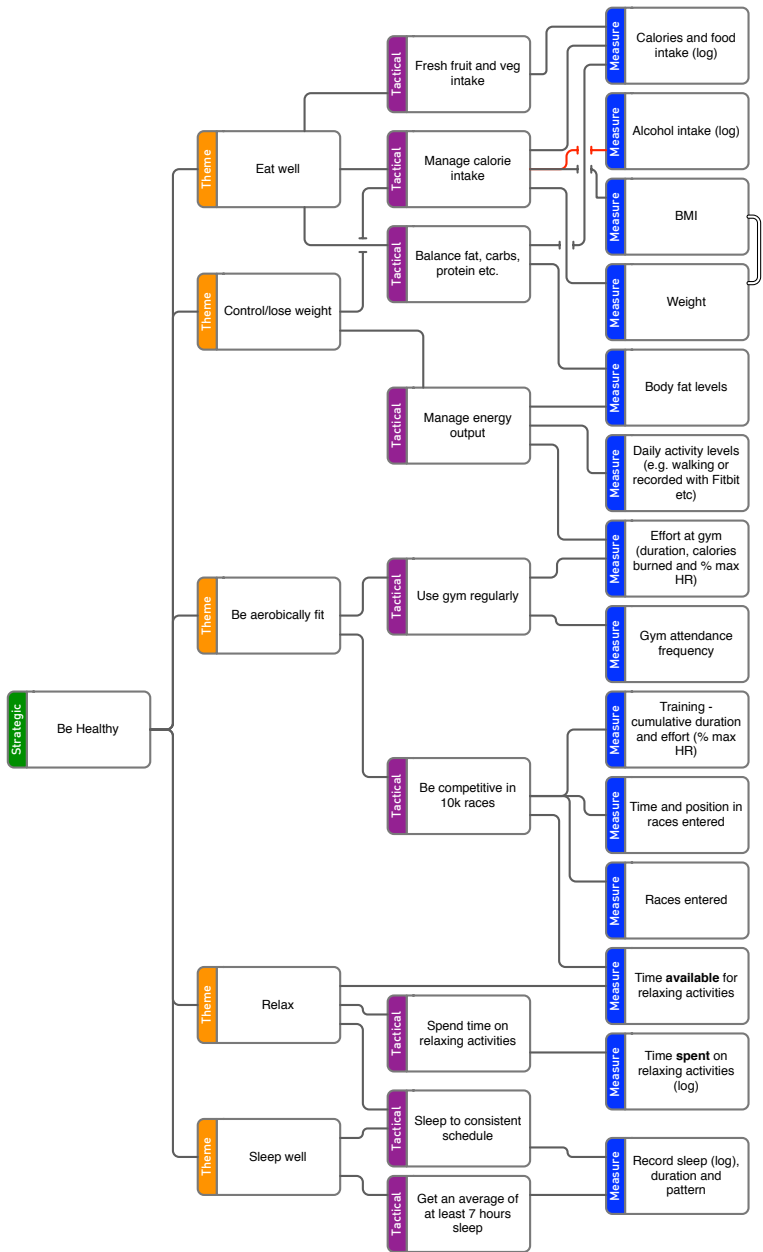 Strategic
Be Healthy
Theme
Eat well
Theme
Control/lose weight
Theme
Be aerobically fit
Theme
Relax
Theme
Sleep well
Tactical
Fresh fruit and veg
intake
Tactical
Manage calorie
intake
Tactical
Balance fat, carbs,
protein etc.
Tactical
Manage energy
output
Tactical
Use gym regularly
Tactical
Be competitive in
10k races
Tactical
Spend time on
relaxing activities
Tactical
Sleep to consistent
schedule
Tactical
Get an average of
at least 7 hours
sleep
Measure
Calories and food
intake (log)
Measure
Alcohol intake (log)
Measure
BMI
Measure
Weight
Measure
Body fat levels
Measure
Daily activity levels
(e.g. walking or
recorded with Fitbit
etc)
Measure
Effort at gym
(duration, calories
burned and % max
HR)
Measure
Gym attendance
frequency
Measure
Training -
cumulative duration
and effort (% max
HR)
Measure
Time and position in
races entered
Measure
Races entered
Measure
Time available for
relaxing activities
Measure
Time spent on
relaxing activities
(log)
Measure
Record sleep (log),
duration and
pattern